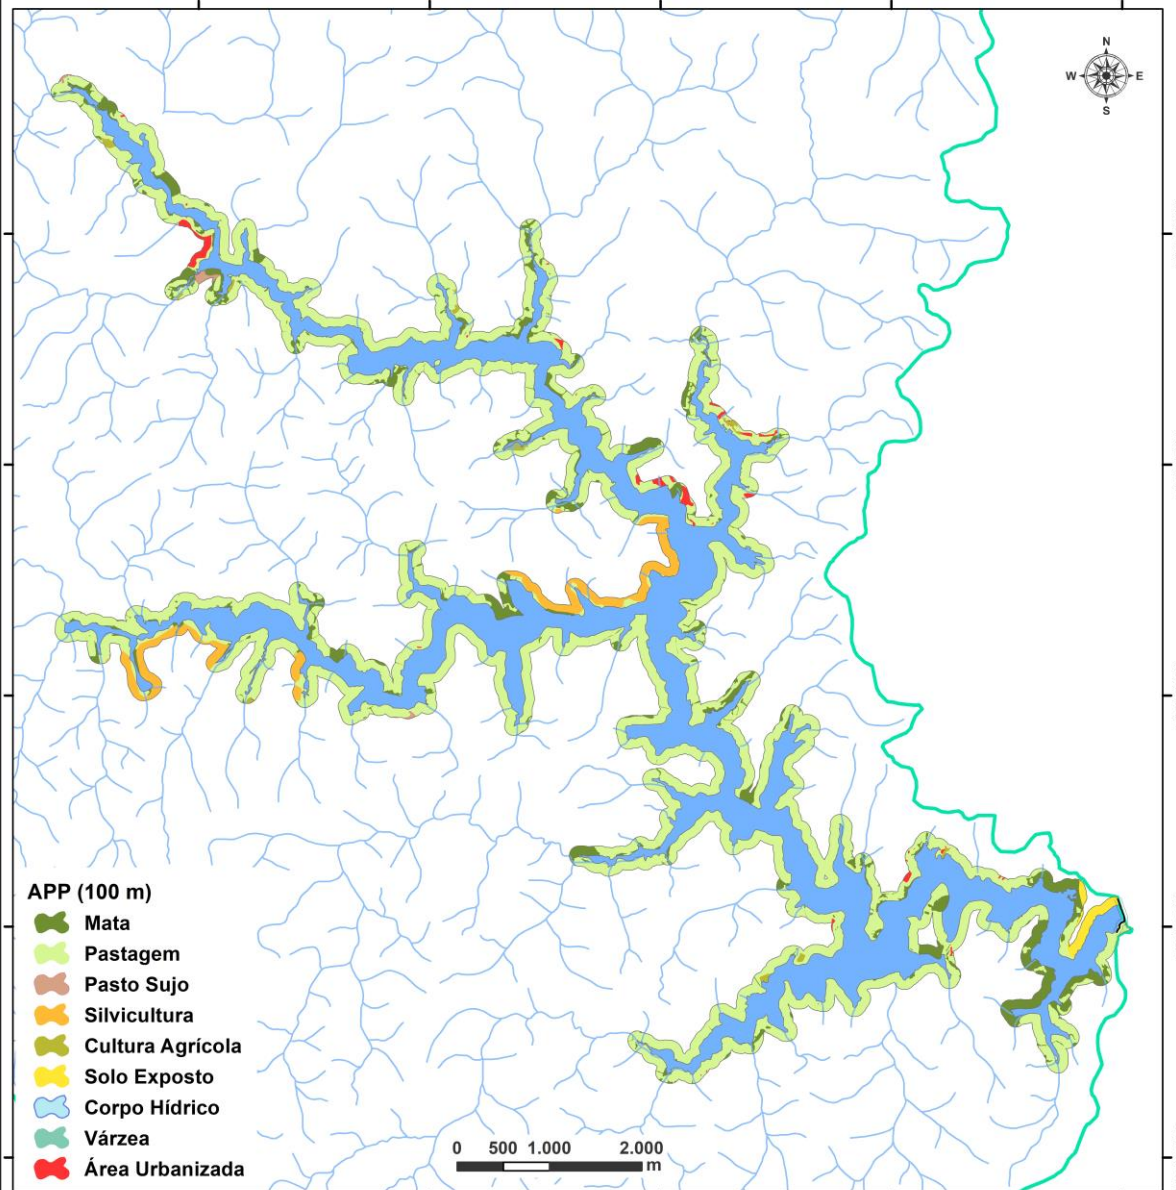 N
W E
S
APP (100 m)
Mata
Pastagem
Pasto Sujo
Silvicultura
Cultura Agrícola
Solo Exposto
Corpo Hídrico
Várzea
Área Urbanizada
0 500 1.000 2.000
m